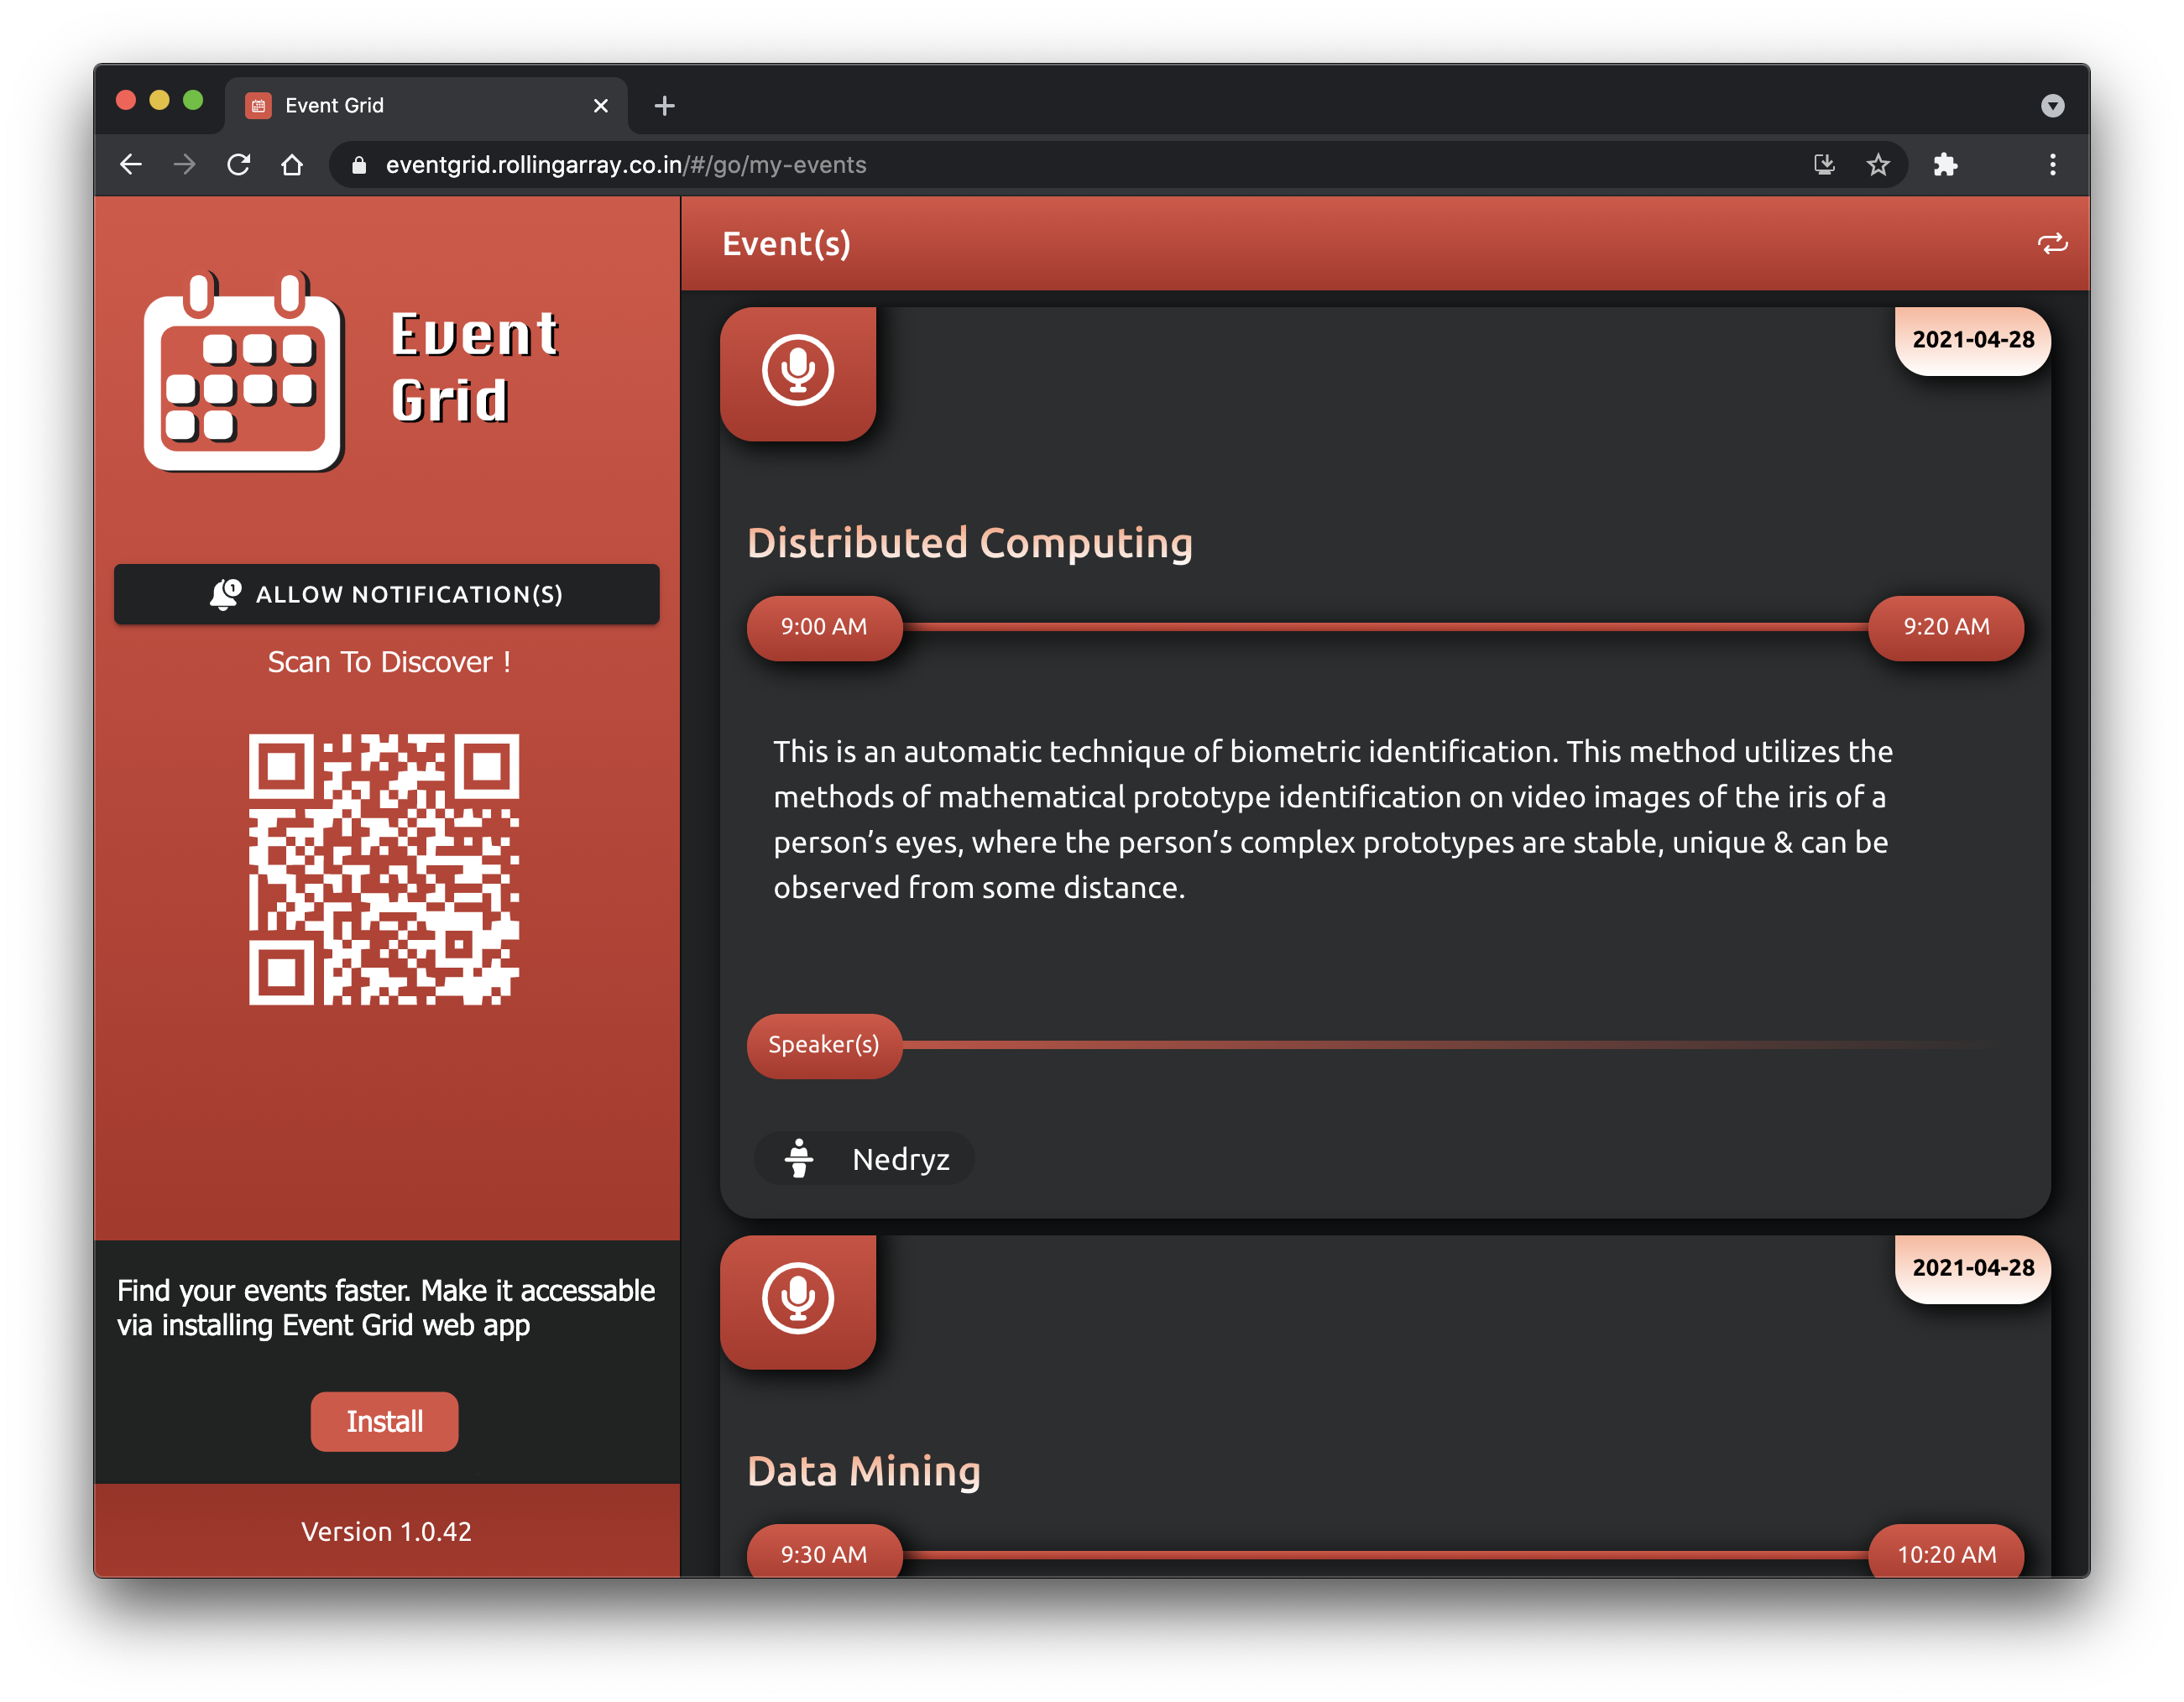 Event Grid
eventgrid.rollingarray.co.in/#/go/my-events
Event
Grid
1
ALLOW NOTIFICATION(S)
Scan To Discover !
Find your events faster. Make it accessable
via installing Event Grid web app
Install
Version 1.0.42
Event(s)
2021-04-28
Distributed Computing
9:00 AM
9:20 AM
This is an automatic technique of biometric identification. This method utilizes the
methods of mathematical prototype identification on video images of the iris of a
person’s eyes, where the person’s complex prototypes are stable, unique & can be
observed from some distance.
Speaker(s)
Nedryz
2021-04-28
Data Mining
9:30 AM
10:20 AM